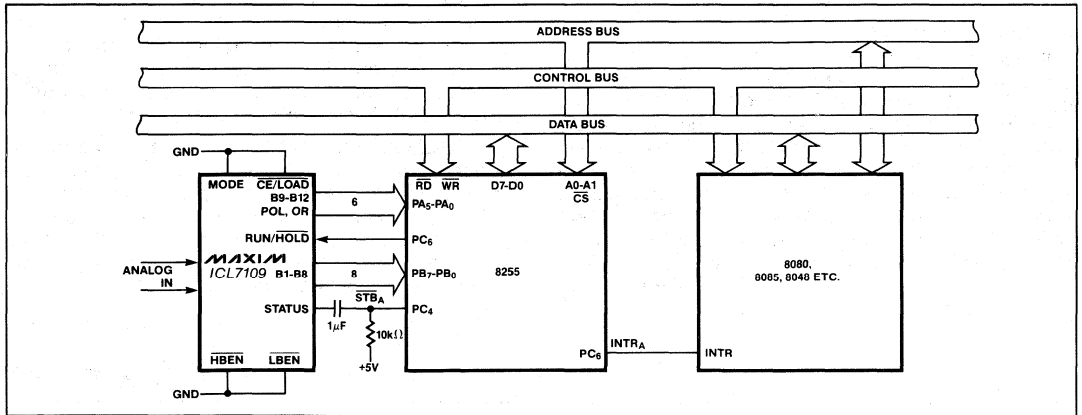 ADDRESS BUS
CONTROL BUS
DATA BUS
GND
MODE CE/LOAD
B9-B12
POL, OR
6
RUN/HOLD
MAXIM
ICL7109
B1-B8
8
ANALOG
IN
STATUS
1μF
STBA
10kΩ
+5V
HBEN LBEN
GND
RD WR D7-D0 A0-A1
CS
PA5-PA0
PC6
PB7-PB0
8255
PC4
PC6
INTRA
INTR
8080,
8085, 8048 ETC.